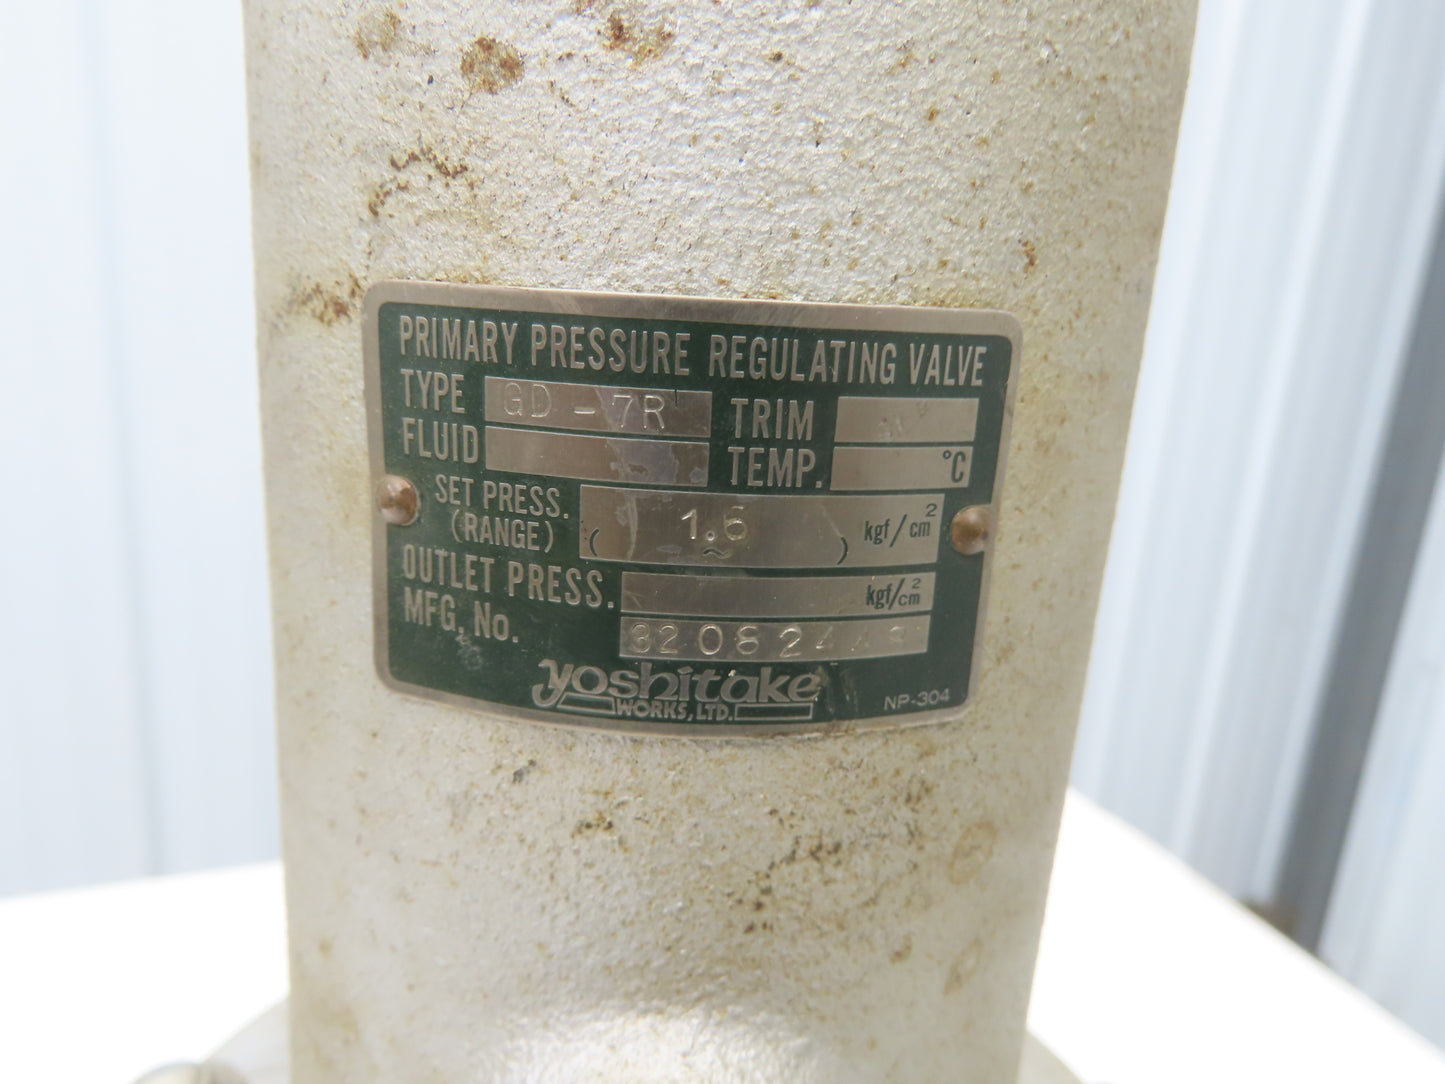 PRIMARY PRESSURE REGULATING VALVE
TYPE GD-7R TRIM
FLUID TEMP. °C
SET PRESS. 1.6 kgf/cm²
(RANGE) ( ~ )
OUTLET PRESS. kgf/cm²
MFG. No.
yoshitake
WORKS, LTD.
NP-304